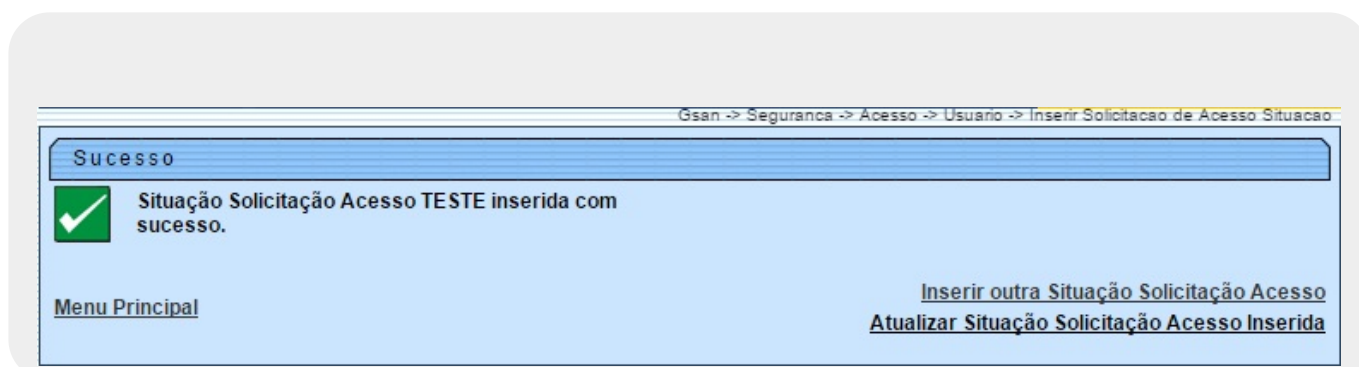 Gsan -> Seguranca -> Acesso -> Usuario -> Inserir Solicitacao de Acesso Situacao
Sucesso
Situação Solicitação Acesso TESTE inserida com
sucesso.
Inserir outra Situação Solicitação Acesso
Menu Principal
Atualizar Situação Solicitação Acesso Inserida